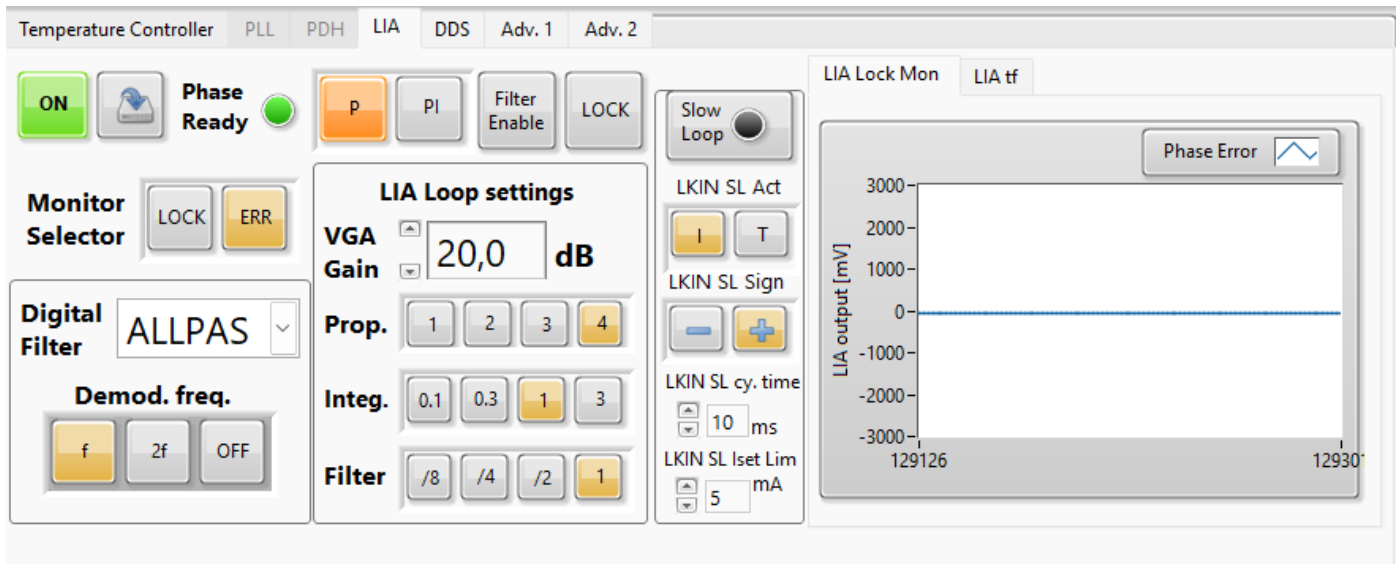 Temperature Controller PLL PDH LIA DDS Adv. 1 Adv. 2
ON
Phase
Ready
P PI
Filter
Enable
LOCK
Monitor
Selector
LOCK ERR
Digital
Filter
ALLPAS
Demod. freq.
f 2f OFF
LIA Loop settings
VGA
Gain
20,0 dB
Prop. 1 2 3 4
Integ. 0.1 0.3 1 3
Filter /8 /4 /2 1
Slow
Loop
LKIN SL Act
I T
LKIN SL Sign
LKIN SL cy. time
10 ms
LKIN SL Iset Lim
5 mA
LIA Lock Mon LIA tf
Phase Error
LIA output [mV]
3000
2000
1000
0
-1000
-2000
-3000
129126